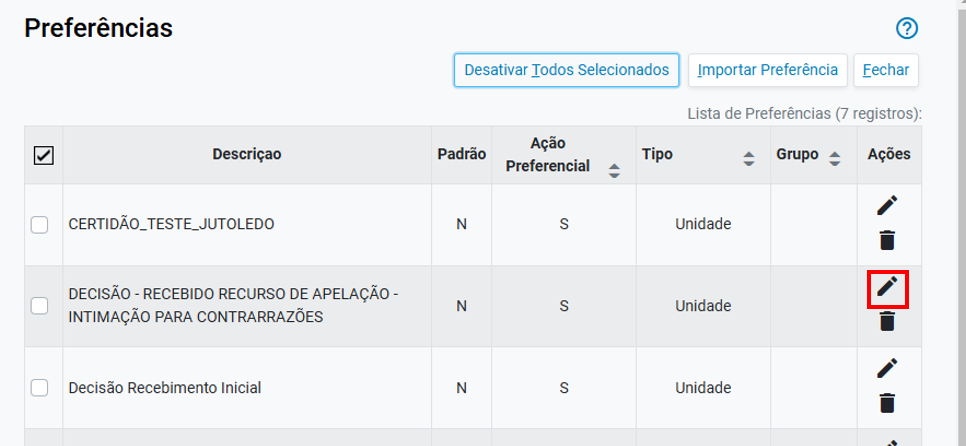 Preferências
Desativar Todos Selecionados Importar Preferência Fechar
Lista de Preferências (7 registros):
Descriçao Padrão Ação Preferencial Tipo Grupo Ações
CERTIDÃO_TESTE_JUTOLEDO N S Unidade
DECISÃO - RECEBIDO RECURSO DE APELAÇÃO -
INTIMAÇÃO PARA CONTRARRAZÕES N S Unidade
Decisão Recebimento Inicial N S Unidade